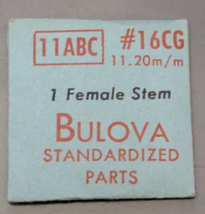 11ABC #16CG
11.20m/m
1 Female Stem
BULOVA
STANDARDIZED
PARTS